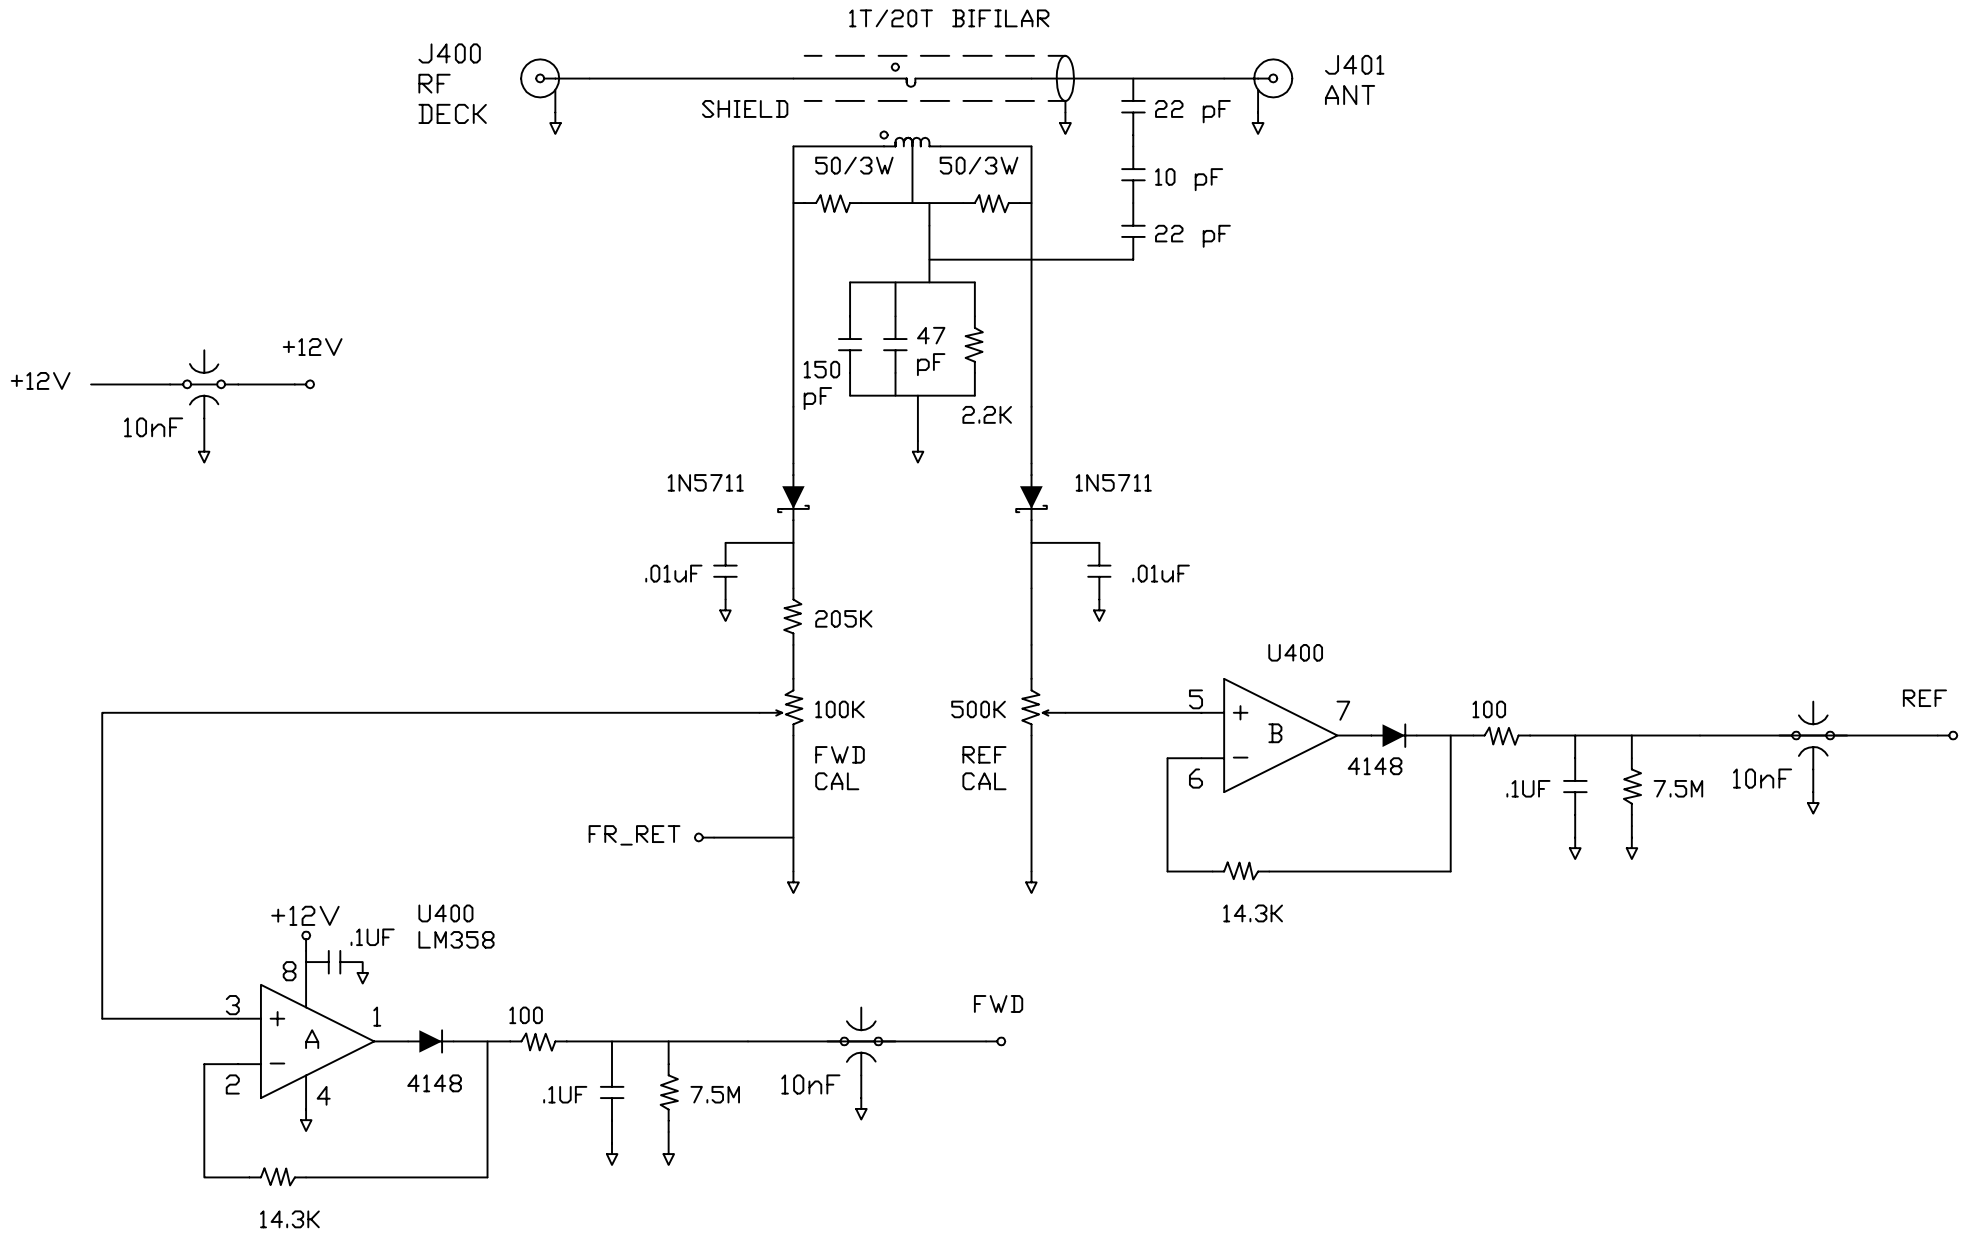 1T/20T BIFILAR
J400
RF
DECK
J401
ANT
SHIELD
22 pF
50/3W
50/3W
10 pF
22 pF
+12V
+12V
10nF
47
pF
150
pF
2.2K
1N5711
1N5711
.01uF
.01uF
205K
100K
FWD
CAL
500K
REF
CAL
FR_RET
U400
5
+
B
6
−
7
4148
100
.1UF
7.5M
10nF
REF
14.3K
+12V
.1UF
U400
LM358
8
3
+
A
2
−
4
1
4148
100
.1UF
7.5M
10nF
FWD
14.3K